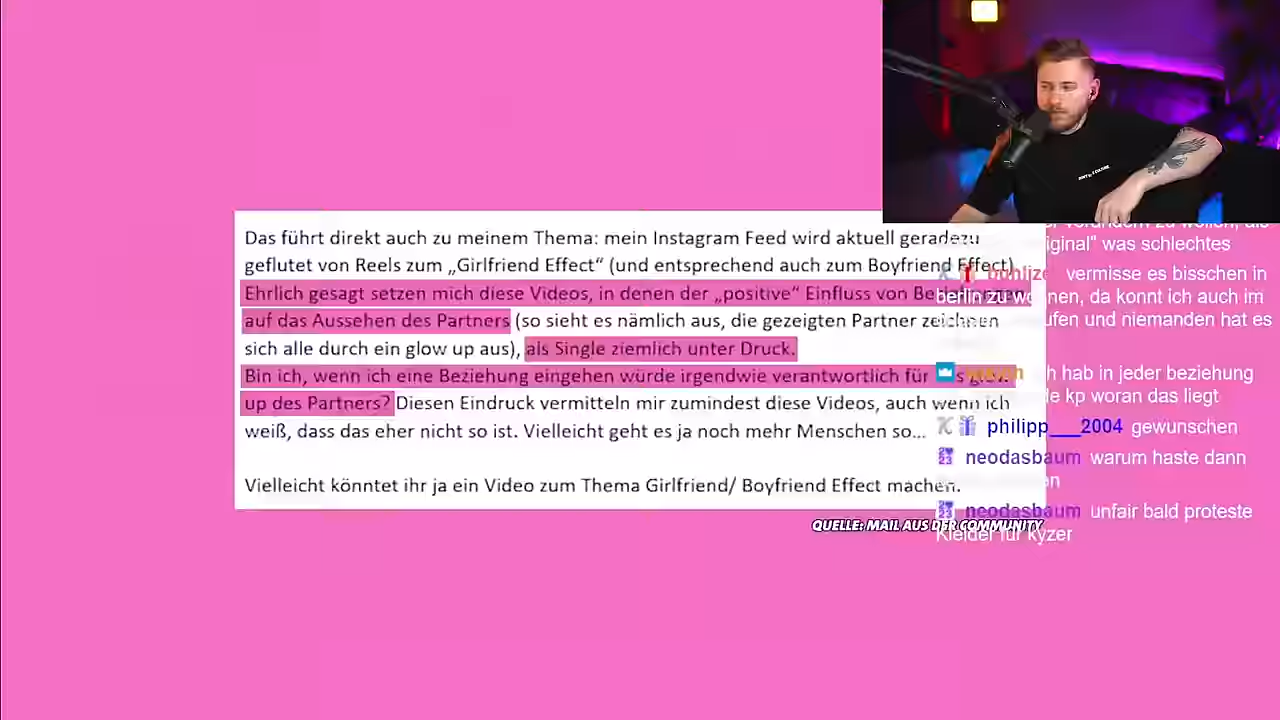 Das führt direkt auch zu meinem Thema: mein Instagram Feed wird aktuell geradezu
geflutet von Reels zum „Girlfriend Effect“ (und entsprechend auch zum Boyfriend Effect).
Ehrlich gesagt setzen mich diese Videos, in denen der „positive“ Einfluss von
auf das Aussehen des Partners (so sieht es nämlich aus, die gezeigten Partner zeichnen
sich alle durch ein glow up aus), als Single ziemlich unter Druck.
Bin ich, wenn ich eine Beziehung eingehen würde irgendwie verantwortlich für
up des Partners? Diesen Eindruck vermitteln mir zumindest diese Videos, auch wenn ich
weiß, dass das eher nicht so ist. Vielleicht geht es ja noch mehr Menschen so...
Vielleicht könntet ihr ja ein Video zum Thema Girlfriend/ Boyfriend Effect machen.
QUELLE: MAIL AUS DER COMMUNITY
was schlechtes
vermisse es bisschen in
berlin zu wohnen, da konnt ich auch im
und niemanden hat es
hab in jeder beziehung
kp woran das liegt
philipp___2004 gewunschen
neodasbaum warum haste dann
neodasbaum unfair bald proteste
Kleider für kyzer